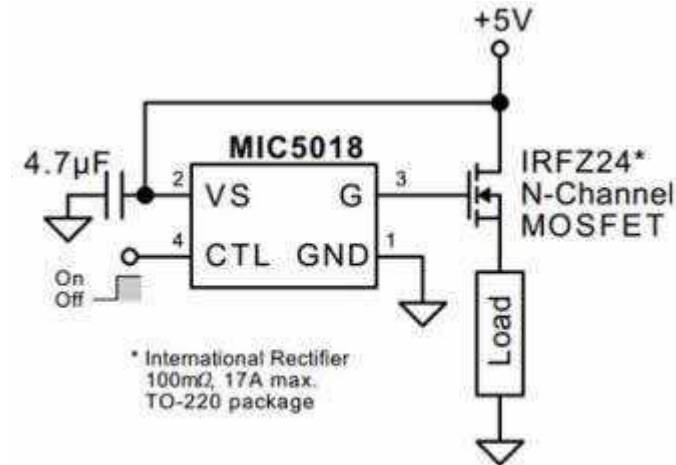 +5V
MIC5018
4.7µF
2
VS
G
3
IRFZ24*
N-Channel
MOSFET
4
CTL
GND
1
On
Off
Load
* International Rectifier
100mΩ, 17A max.
TO-220 package